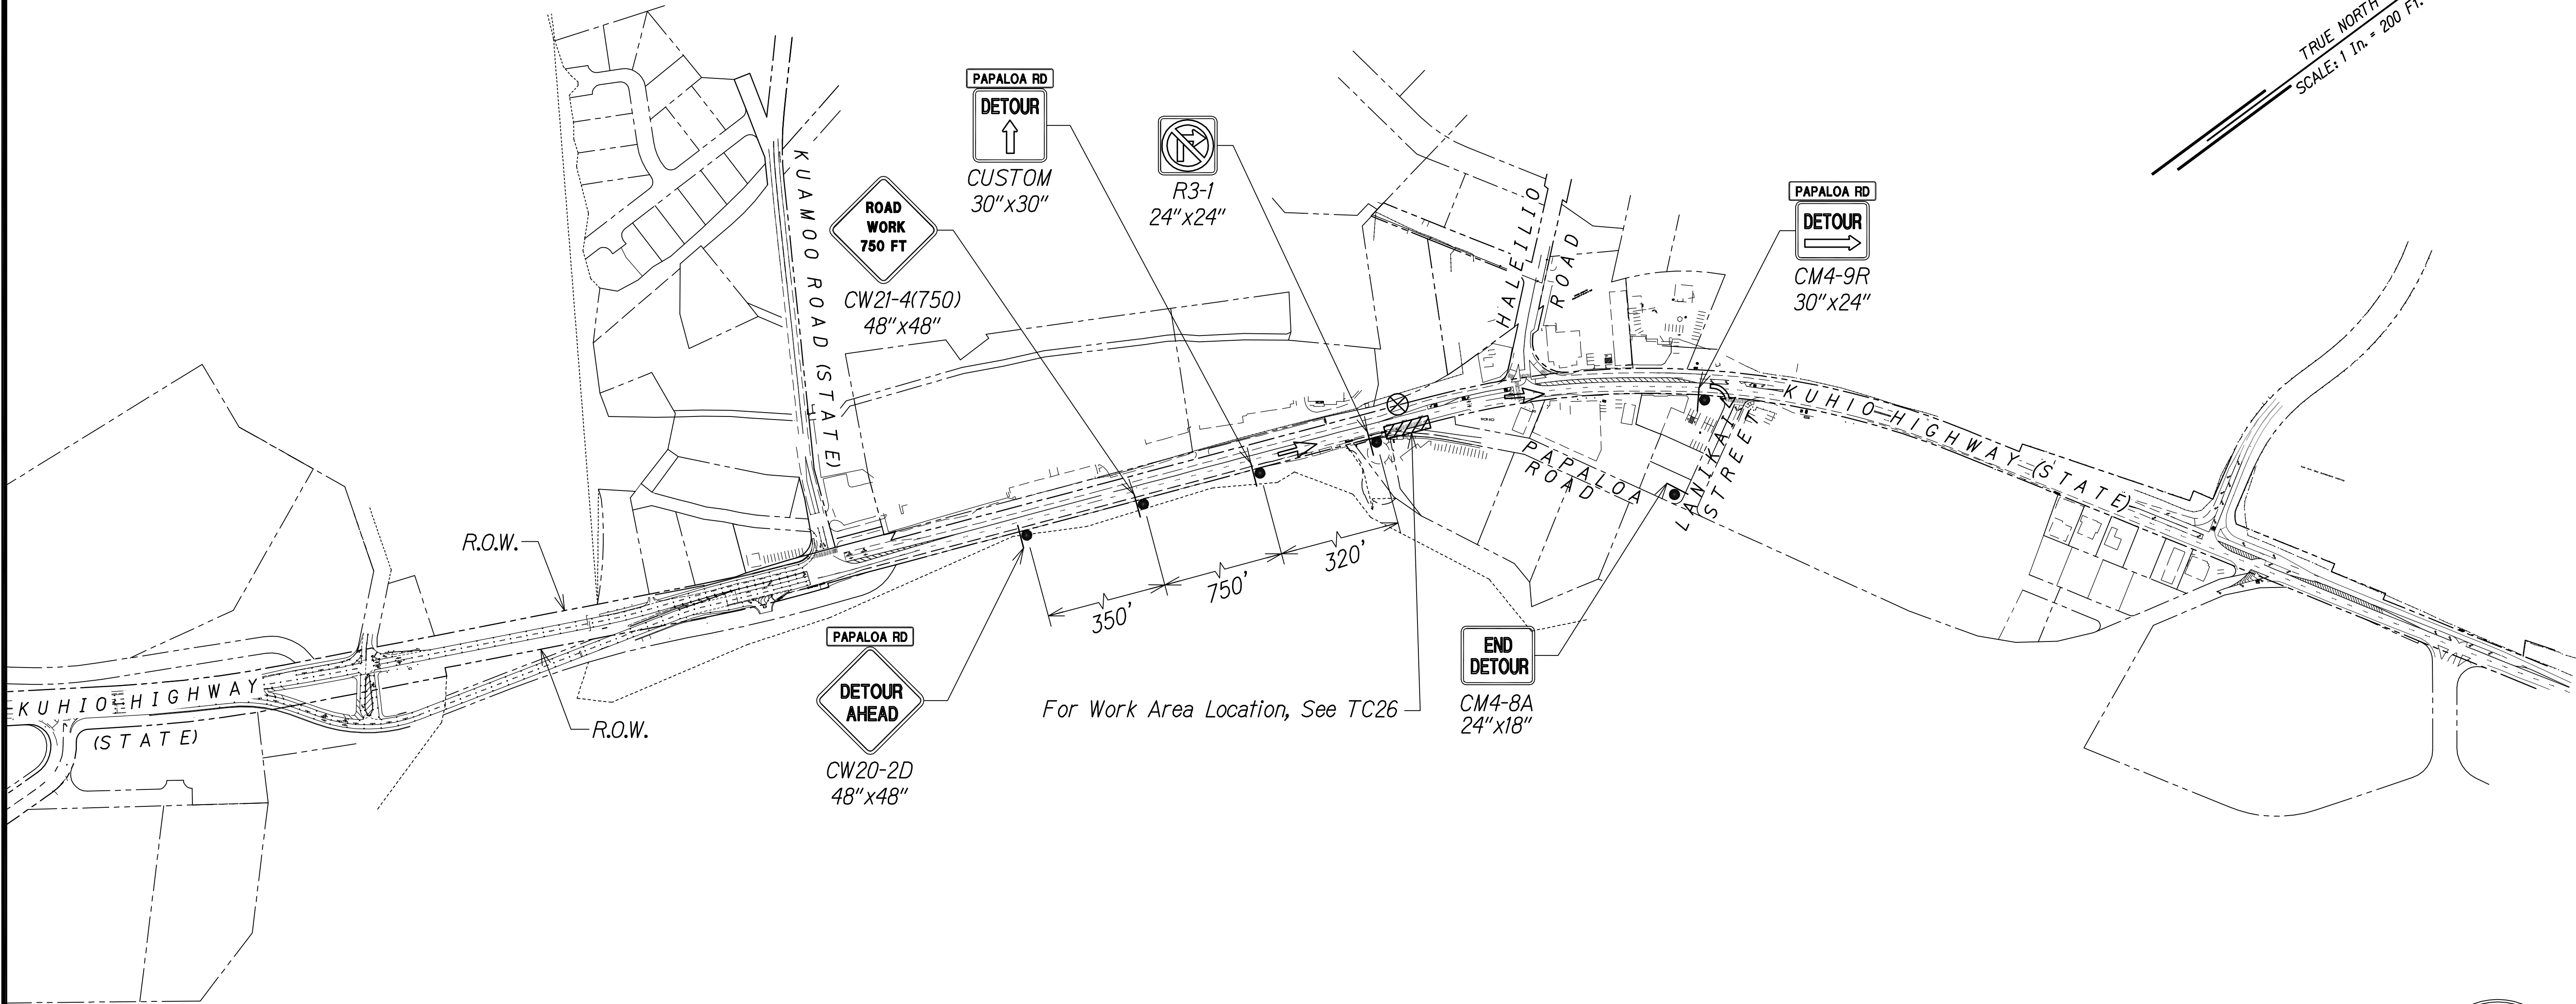 TRUE NORTH
SCALE: 1 In. = 200 Ft.
PAPALOA RD
DETOUR
CUSTOM
30"x30"
R3-1
24"x24"
ROAD
WORK
750 FT
CW21-4(750)
48"x48"
PAPALOA RD
DETOUR
CM4-9R
30"x24"
KUAMOO ROAD (STATE)
HALEILIO
ROAD
KUHIO HIGHWAY (STATE)
PAPALOA
ROAD
LANIKAI
STREET
R.O.W.
350'
750'
320'
PAPALOA RD
DETOUR
AHEAD
CW20-2D
48"x48"
END
DETOUR
CM4-8A
24"x18"
For Work Area Location, See TC26
KUHIO HIGHWAY
(STATE)
R.O.W.